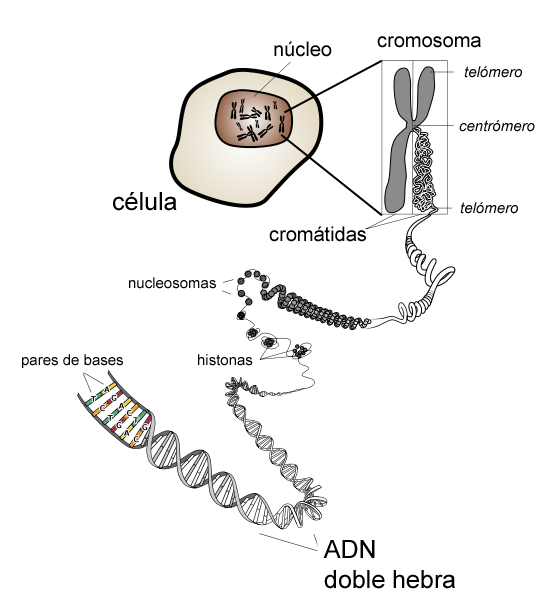 núcleo
cromosoma
telómero
centrómero
célula
telómero
cromátidas
nucleosomas
histonas
pares de bases
ADN
doble hebra